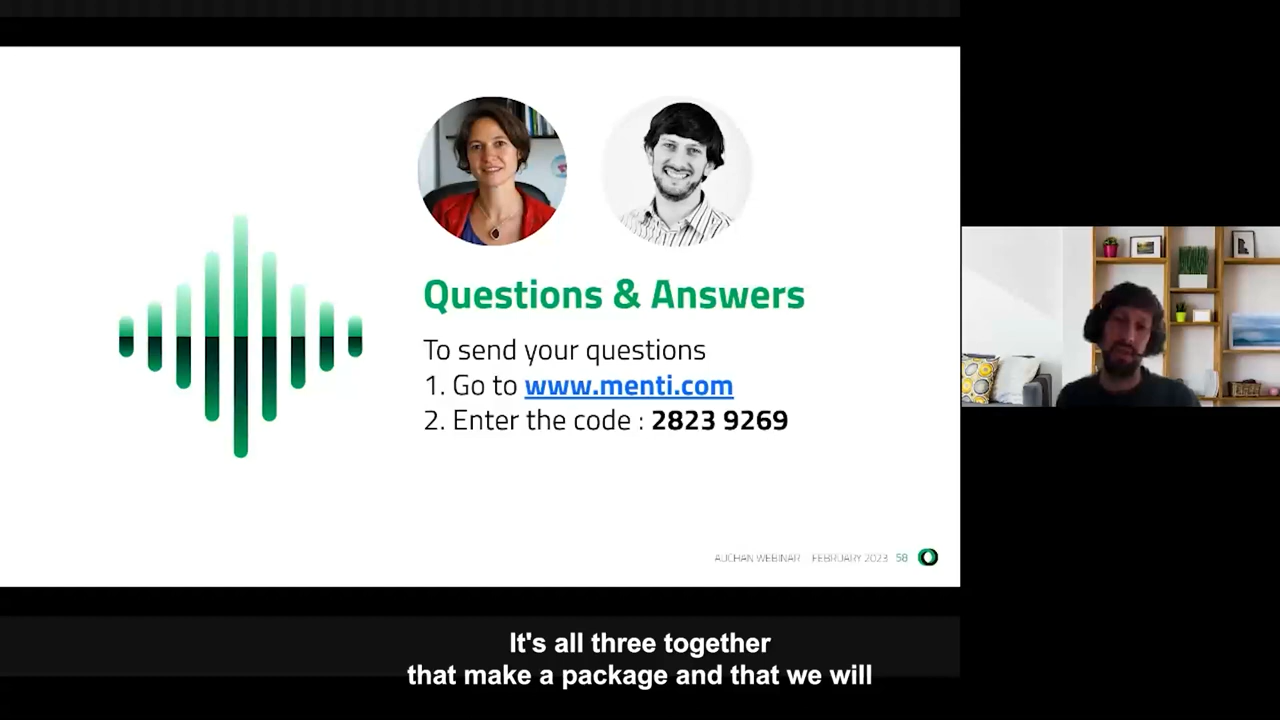 Questions & Answers
To send your questions
1. Go to www.menti.com
2. Enter the code : 2823 9269
AUCHAN WEBINAR FEBRUARY 2023 58
It's all three together
that make a package and that we will